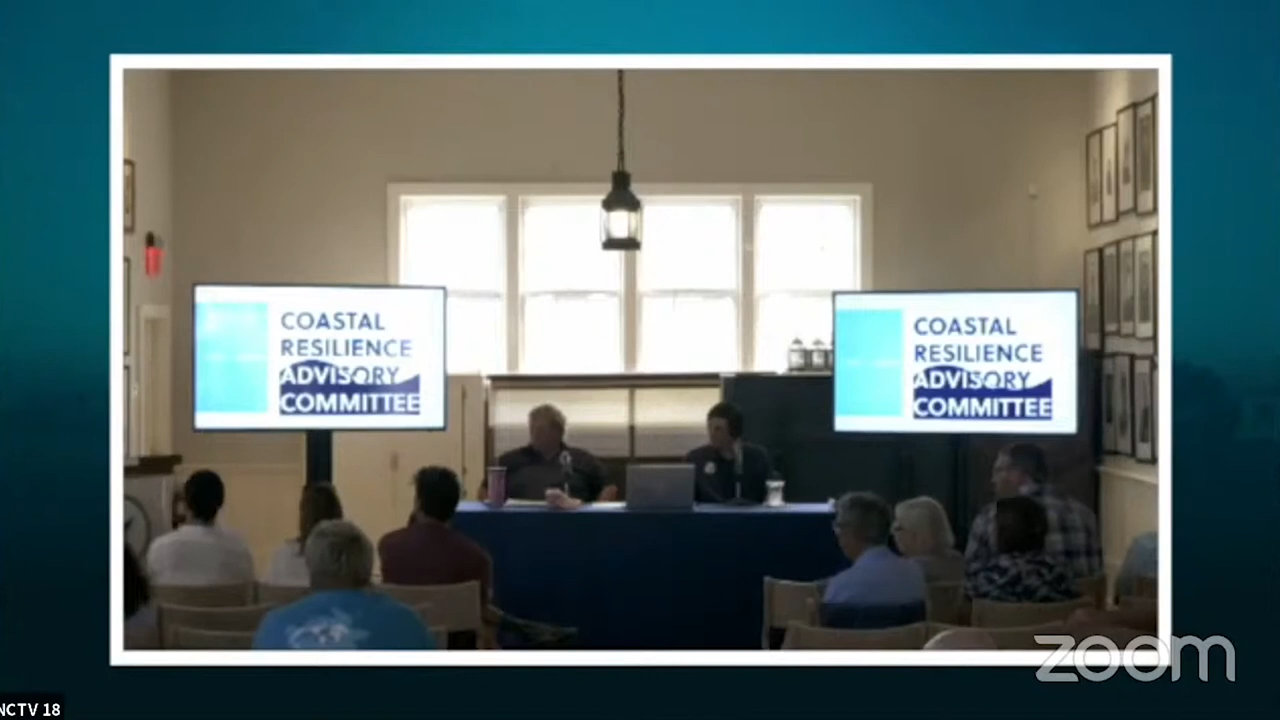 COASTAL
RESILIENCE
ADVISORY
COMMITTEE
COASTAL
RESILIENCE
ADVISORY
COMMITTEE
zoom
NCTV 18